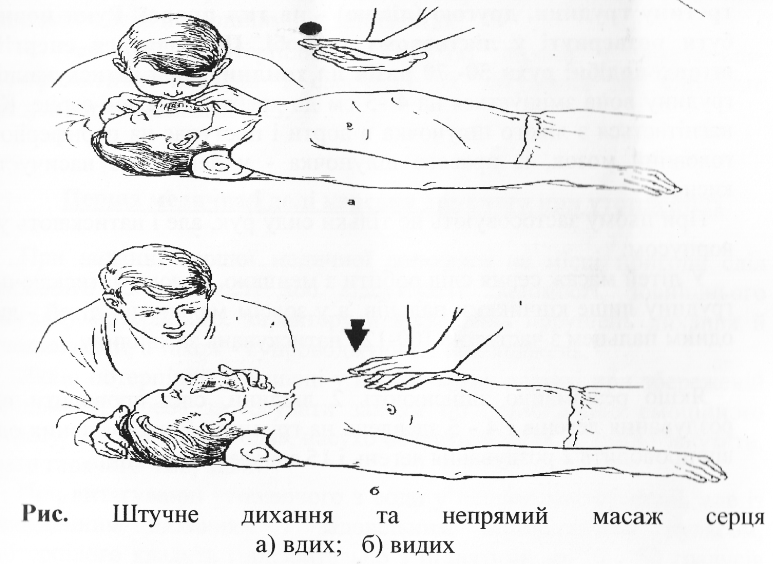 а
б
Рис. Штучне дихання та непрямий масаж серця
а) вдих; б) видих